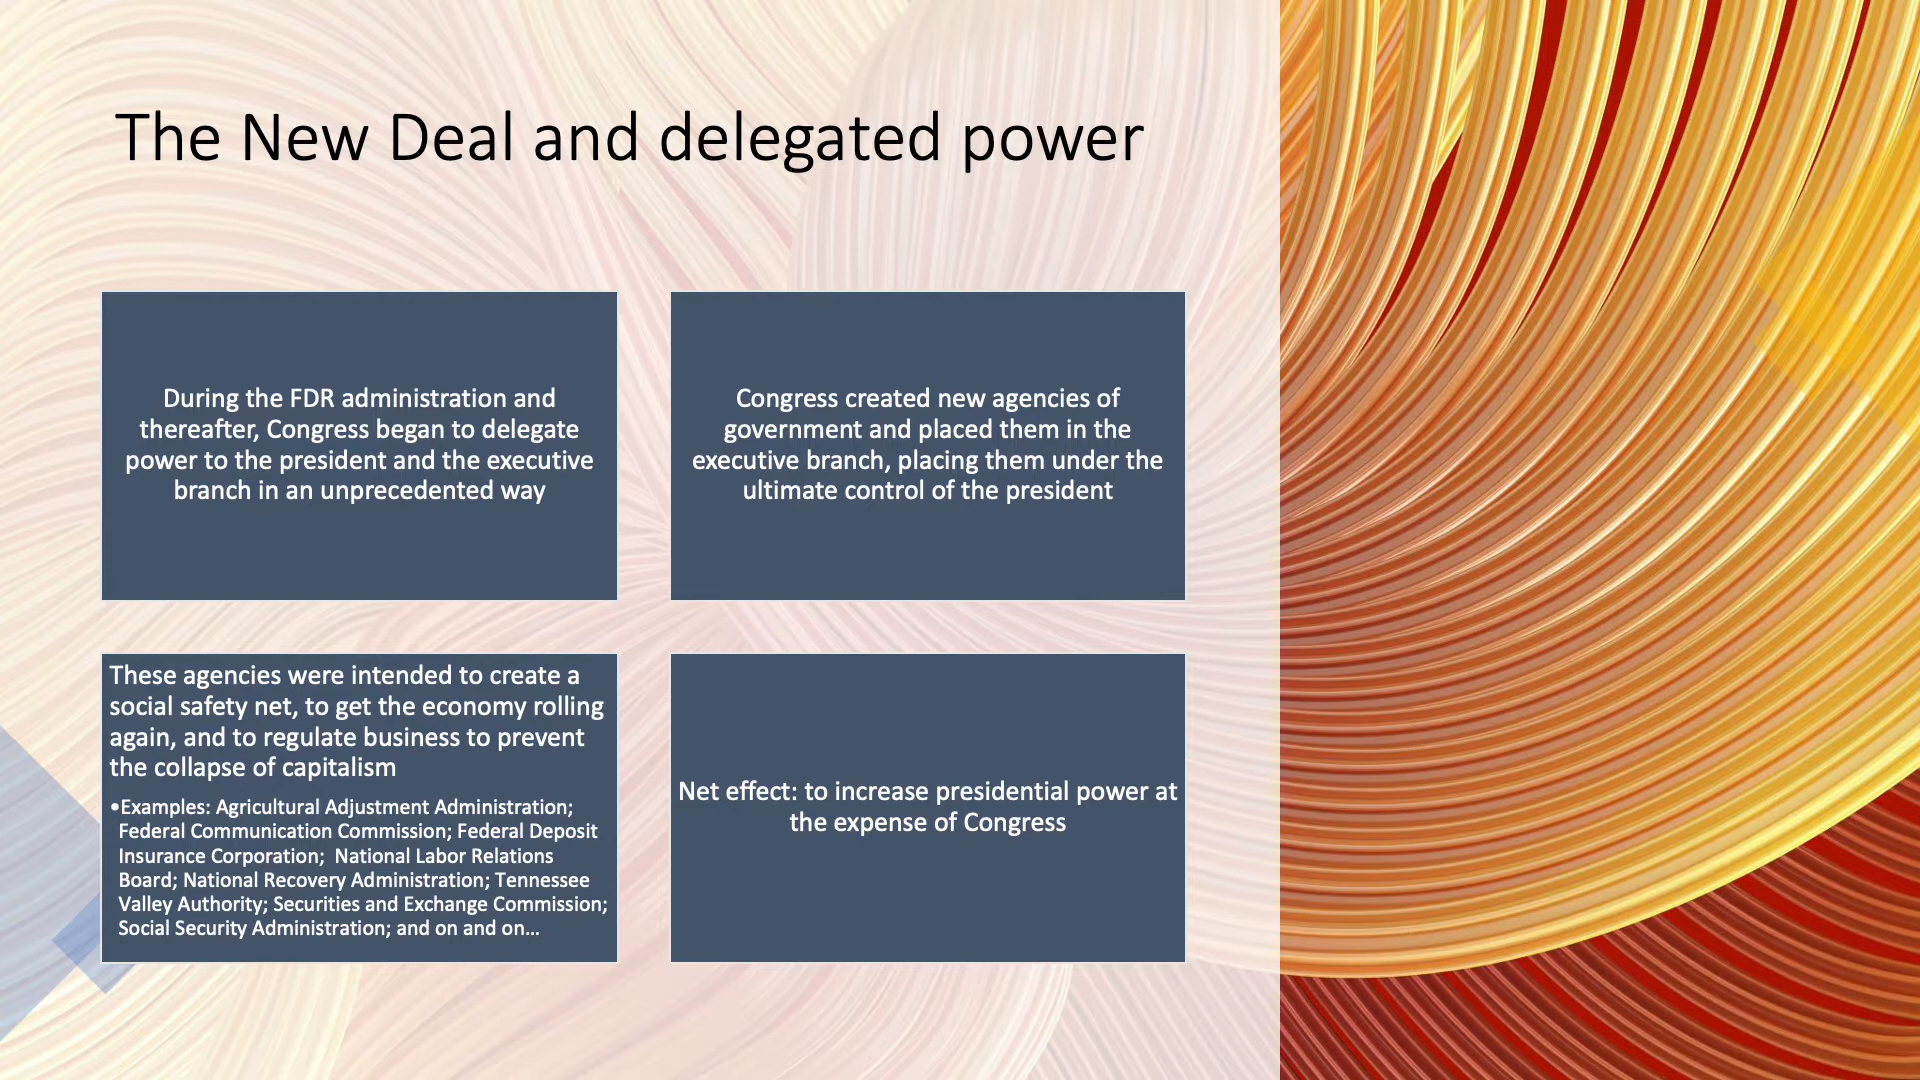 The New Deal and delegated power
During the FDR administration and
thereafter, Congress began to delegate
power to the president and the executive
branch in an unprecedented way
Congress created new agencies of
government and placed them in the
executive branch, placing them under the
ultimate control of the president
These agencies were intended to create a
social safety net, to get the economy rolling
again, and to regulate business to prevent
the collapse of capitalism
•Examples: Agricultural Adjustment Administration;
Federal Communication Commission; Federal Deposit
Insurance Corporation;  National Labor Relations
Board; National Recovery Administration; Tennessee
Valley Authority; Securities and Exchange Commission;
Social Security Administration; and on and on…
Net effect: to increase presidential power at
the expense of Congress